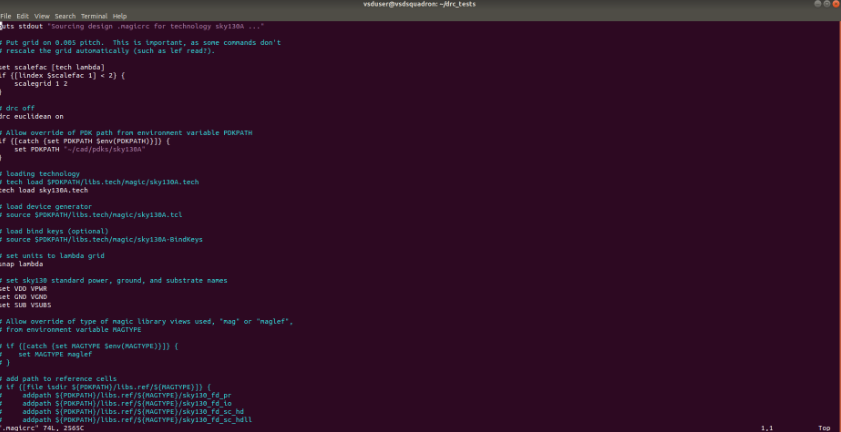 vsduser@vsdsquadron: ~/drc_tests
File Edit View Search Terminal Help
puts stdout "Sourcing design .magicrc for technology sky130A ..."
# Put grid on 0.005 pitch.  This is important, as some commands don't
# rescale the grid automatically (such as lef read?).
set scalefac [tech lambda]
if {[lindex $scalefac 1] < 2} {
    scalegrid 1 2
}
# drc off
drc euclidean on
# Allow override of PDK path from environment variable PDKPATH
if {[catch {set PDKPATH $env(PDKPATH)}]} {
    set PDKPATH "~/cad/pdks/sky130A"
}
# loading technology
# tech load $PDKPATH/libs.tech/magic/sky130A.tech
tech load sky130A.tech
# load device generator
# source $PDKPATH/libs.tech/magic/sky130A.tcl
# load bind keys (optional)
# source $PDKPATH/libs.tech/magic/sky130A-BindKeys
# set units to lambda grid
snap lambda
# set sky130 standard power, ground, and substrate names
set VDD VPWR
set GND VGND
set SUB VSUBS
# Allow override of type of magic library views used, "mag" or "maglef",
# from environment variable MAGTYPE
# if {[catch {set MAGTYPE $env(MAGTYPE)}]} {
#    set MAGTYPE maglef
# }
# add path to reference cells
# if {[file isdir ${PDKPATH}/libs.ref/${MAGTYPE}]} {
#     addpath ${PDKPATH}/libs.ref/${MAGTYPE}/sky130_fd_pr
#     addpath ${PDKPATH}/libs.ref/${MAGTYPE}/sky130_fd_io
#     addpath ${PDKPATH}/libs.ref/${MAGTYPE}/sky130_fd_sc_hd
#     addpath ${PDKPATH}/libs.ref/${MAGTYPE}/sky130_fd_sc_hdll
".magicrc" 74L, 2565C 1,1 Top